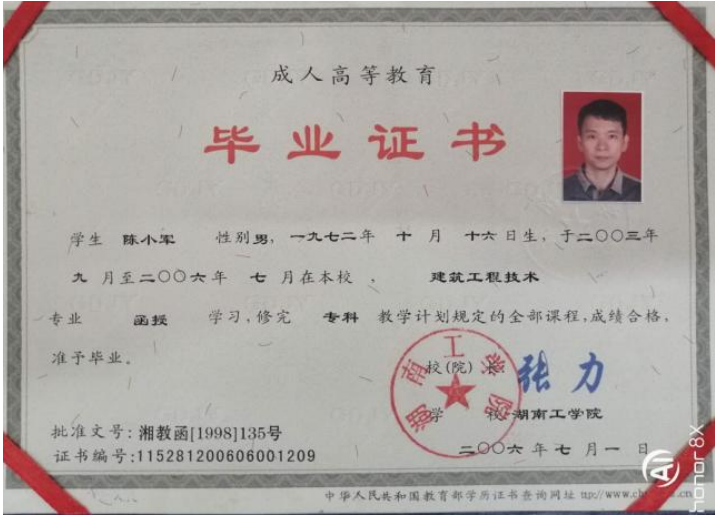 成人高等教育
毕业证书
学生 陈小军 性别男，一九七二年 十 月 十六日生，于二〇〇三年
九 月至二〇〇六年 七 月在本校 ， 建筑工程技术
专业 函授 学习，修完 专科 教学计划规定的全部课程，成绩合格，
准予毕业。
校（院）长 张力
学 校 湖南工学院
湖南工学院
批准文号：湘教函[1998]135号
二〇〇六年七月一日
证书编号：115281200606001209
中华人民共和国教育部学历证书查询网址
honor 8X